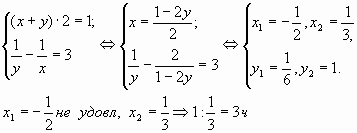 {(x + y) · 2 = 1; 1/y − 1/x = 3 ⇔ {x = (1 − 2y)/2; 1/y − 2/(1 − 2y) = 3 ⇔ {x₁ = −1/2, x₂ = 1/3, y₁ = 1/6, y₂ = 1.
x₁ = −1/2 не удовл, x₂ = 1/3 ⇒ 1 : 1/3 = 3ч